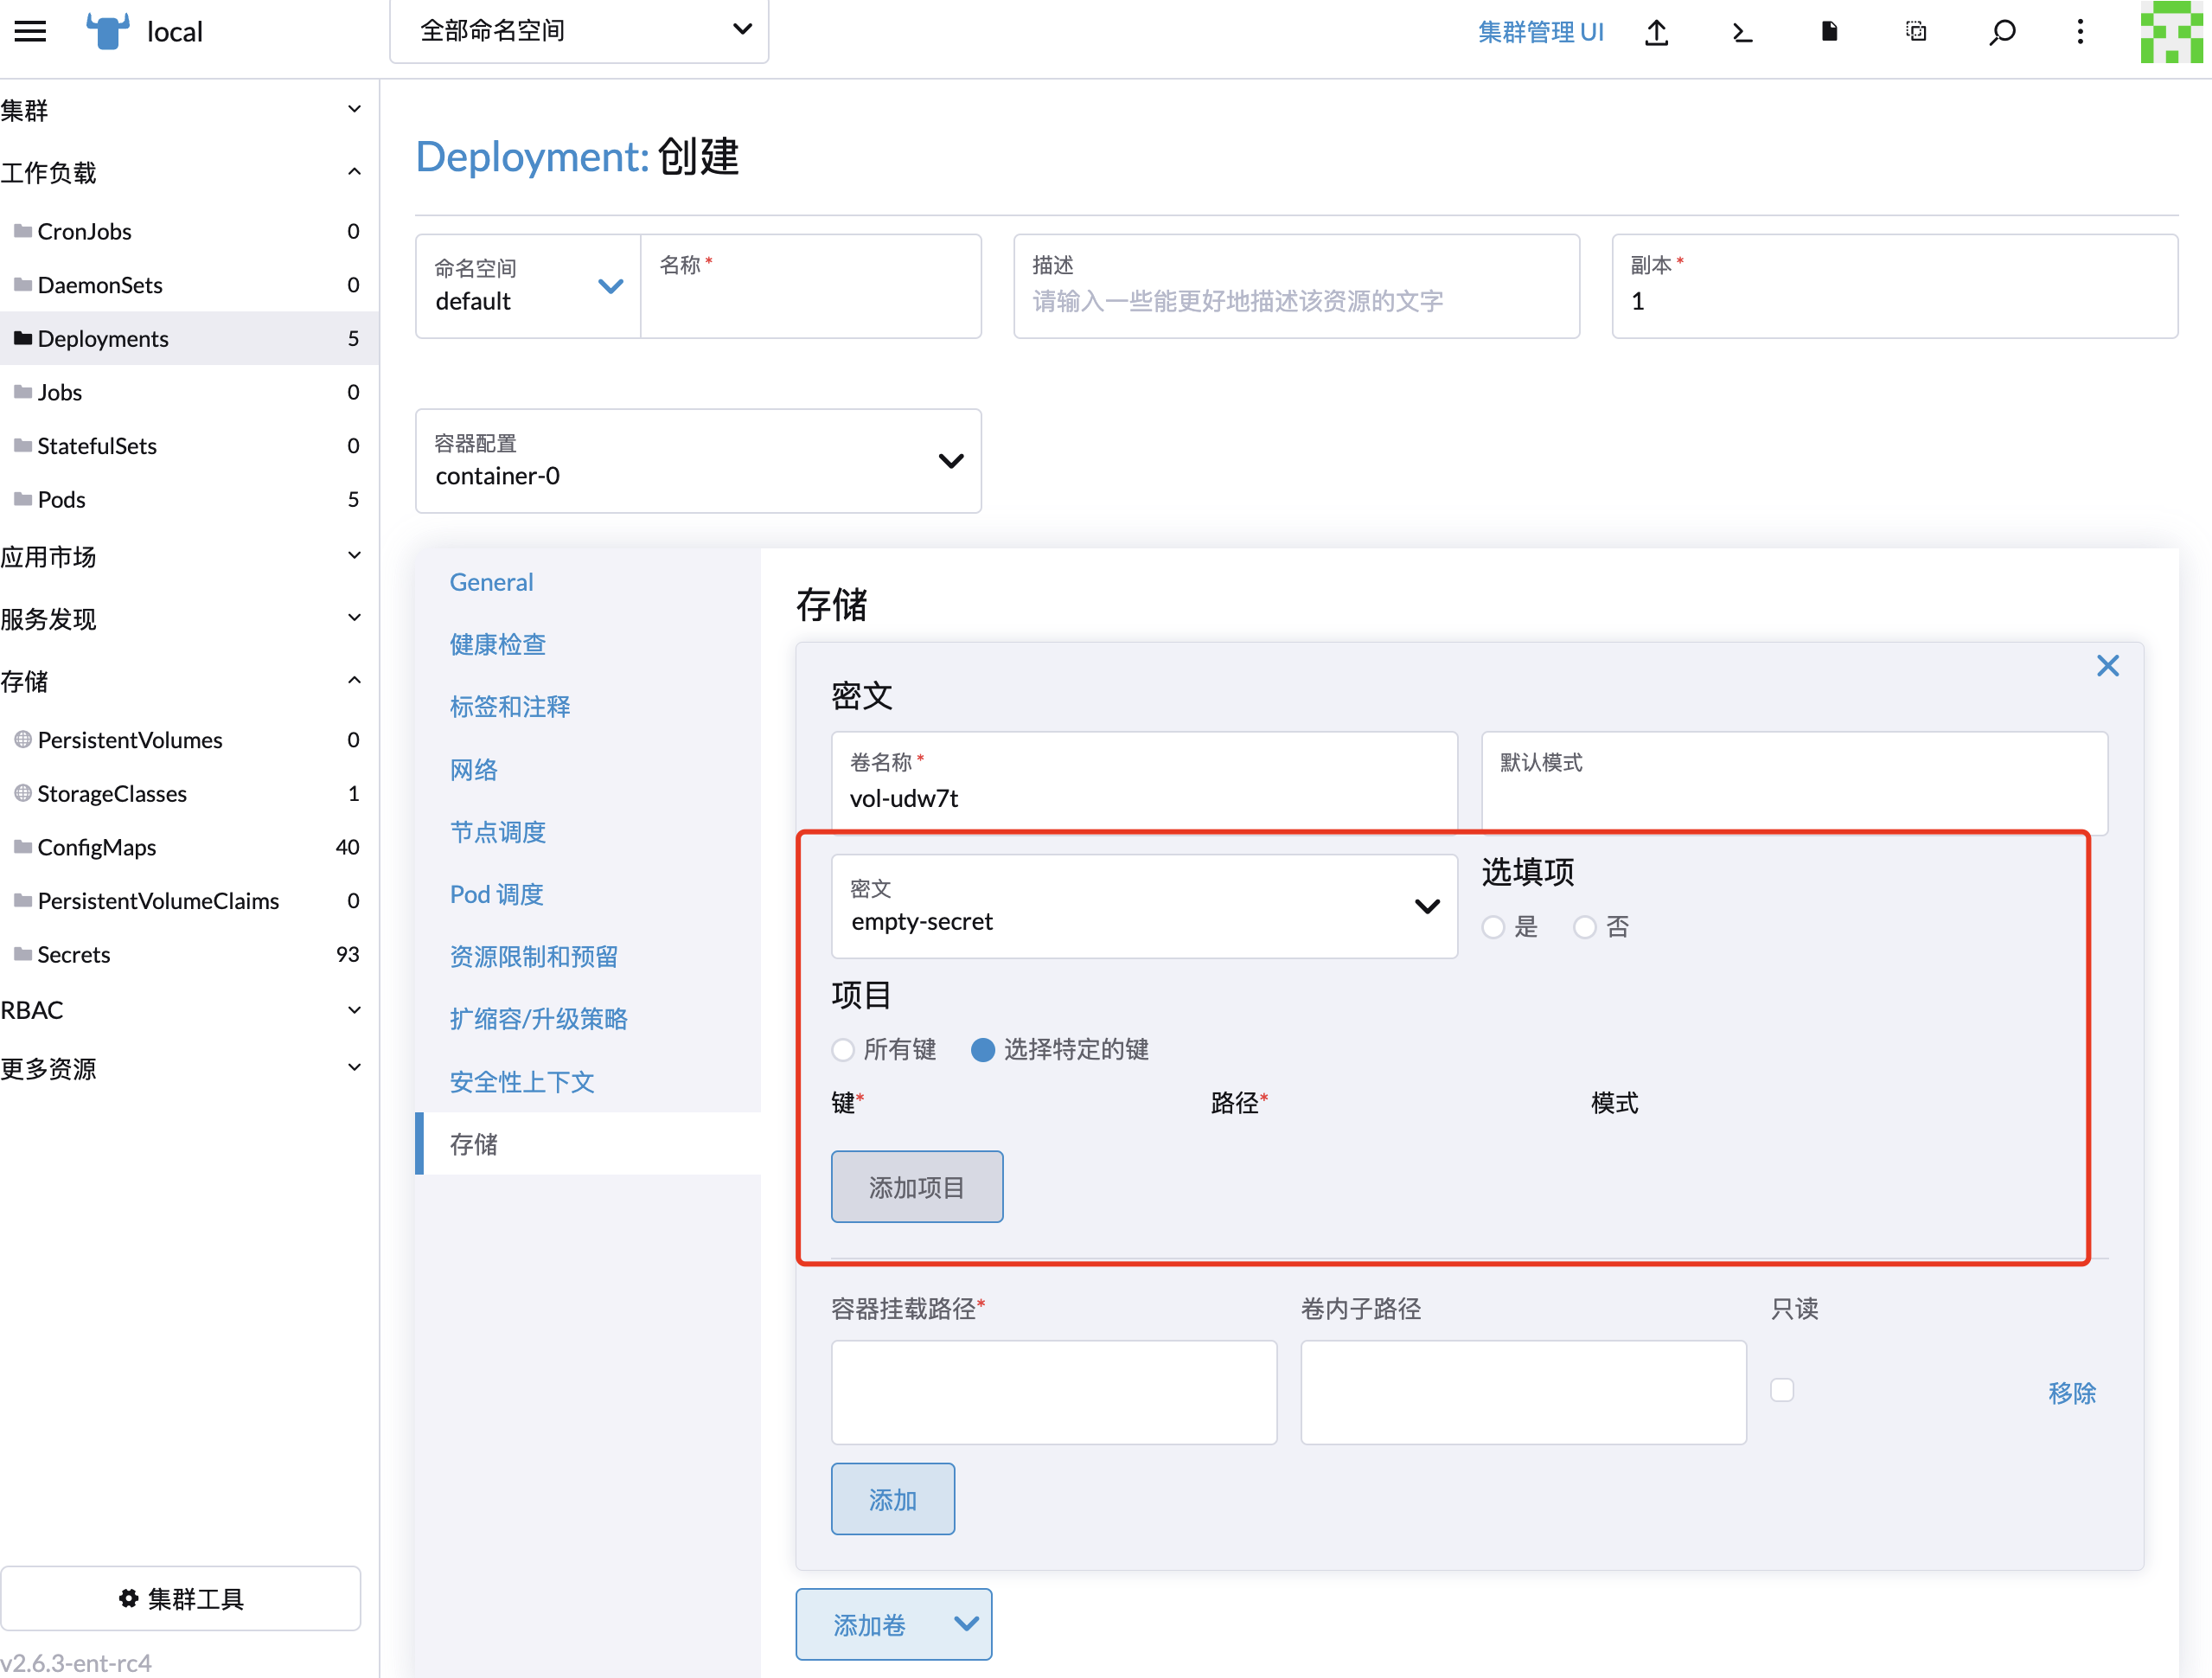 local
全部命名空间
集群管理 UI
集群
工作负载
CronJobs 0
DaemonSets 0
Deployments 5
Jobs 0
StatefulSets 0
Pods 5
应用市场
服务发现
存储
PersistentVolumes 0
StorageClasses 1
ConfigMaps 40
PersistentVolumeClaims 0
Secrets 93
RBAC
更多资源
集群工具
v2.6.3-ent-rc4
Deployment: 创建
命名空间
default
名称 *
描述
请输入一些能更好地描述该资源的文字
副本 *
1
容器配置
container-0
General
健康检查
标签和注释
网络
节点调度
Pod 调度
资源限制和预留
扩缩容/升级策略
安全性上下文
存储
存储
密文
卷名称 *
vol-udw7t
默认模式
密文
empty-secret
选填项
是 否
项目
所有键 选择特定的键
键* 路径* 模式
添加项目
容器挂载路径* 卷内子路径 只读
移除
添加
添加卷